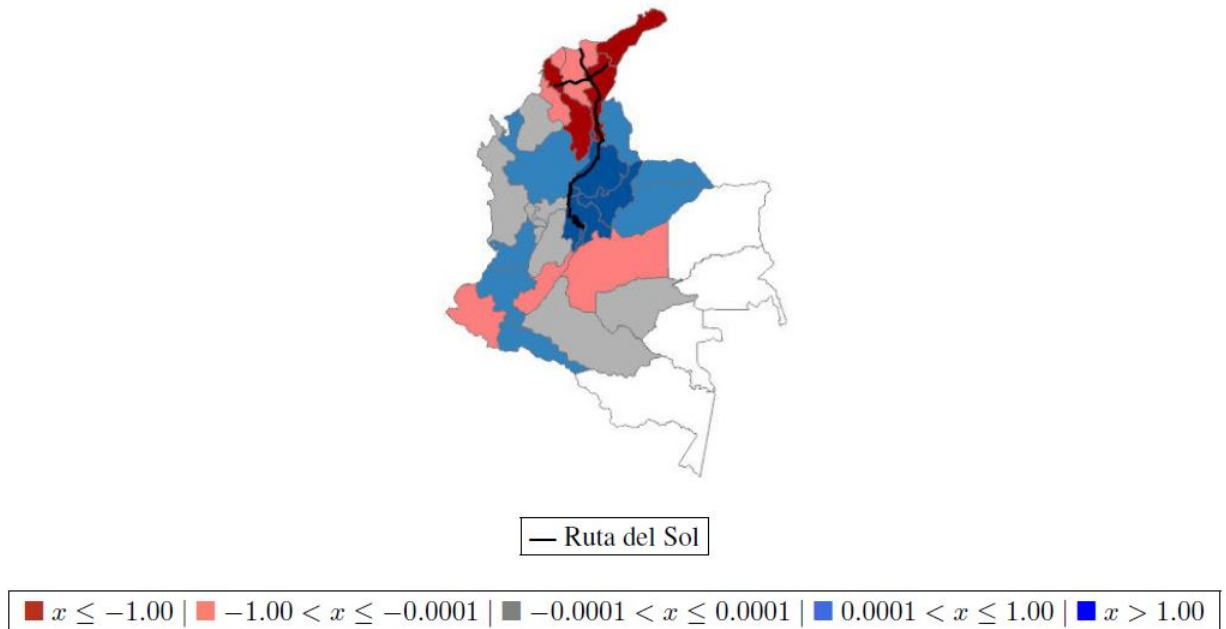 — Ruta del Sol
x ≤ −1.00 | −1.00 < x ≤ −0.0001 | −0.0001 < x ≤ 0.0001 | 0.0001 < x ≤ 1.00 | x > 1.00